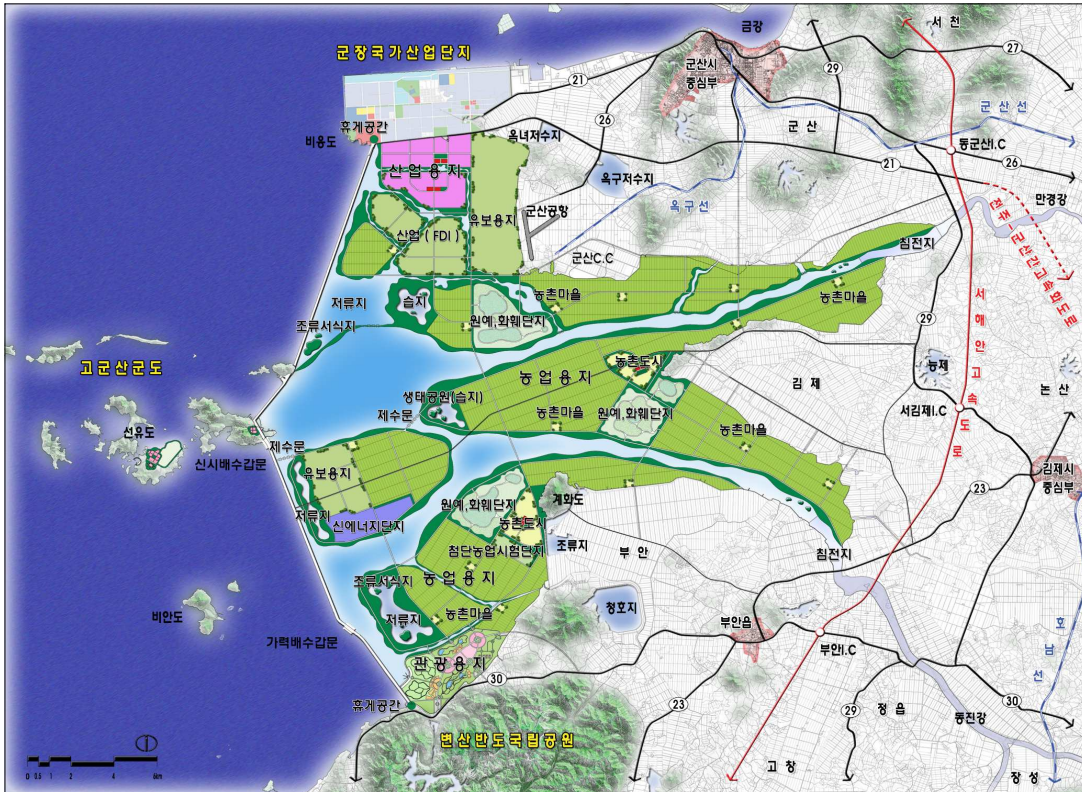 금강
서천
군장국가산업단지
27
21
29
군산시
중심부
26
군산선
휴게공간
비응도
옥녀저수지
군산
동군산I.C
26
21
산업용지
옥구저수지
만경강
옥구선
전주-군산간고속화도로
유보용지
군산공항
산업(FDI)
군산C.C
침전지
저류지
습지
농촌마을
농촌마을
서해안고속도로
조류서식지
원예,화훼단지
29
고군산군도
농촌도시
농업용지
능제
김제
논산
생태공원(습지)
제수문
농촌마을
원예,화훼단지
서김제I.C
선유도
농촌마을
제수문
신시배수갑문
유보용지
김제시
중심부
23
원예,화훼단지
계화도
저류지
신에너지단지
농촌도시
조류지
부안
침전지
첨단농업시험단지
조류서식지
농업용지
비안도
저류지
농촌마을
청호지
호남선
가력배수갑문
부안읍
부안I.C
관광용지
30
휴게공간
23
29
정읍
30
동진강
변산반도국립공원
고창
장성
0 0.5 1 2 4 6km